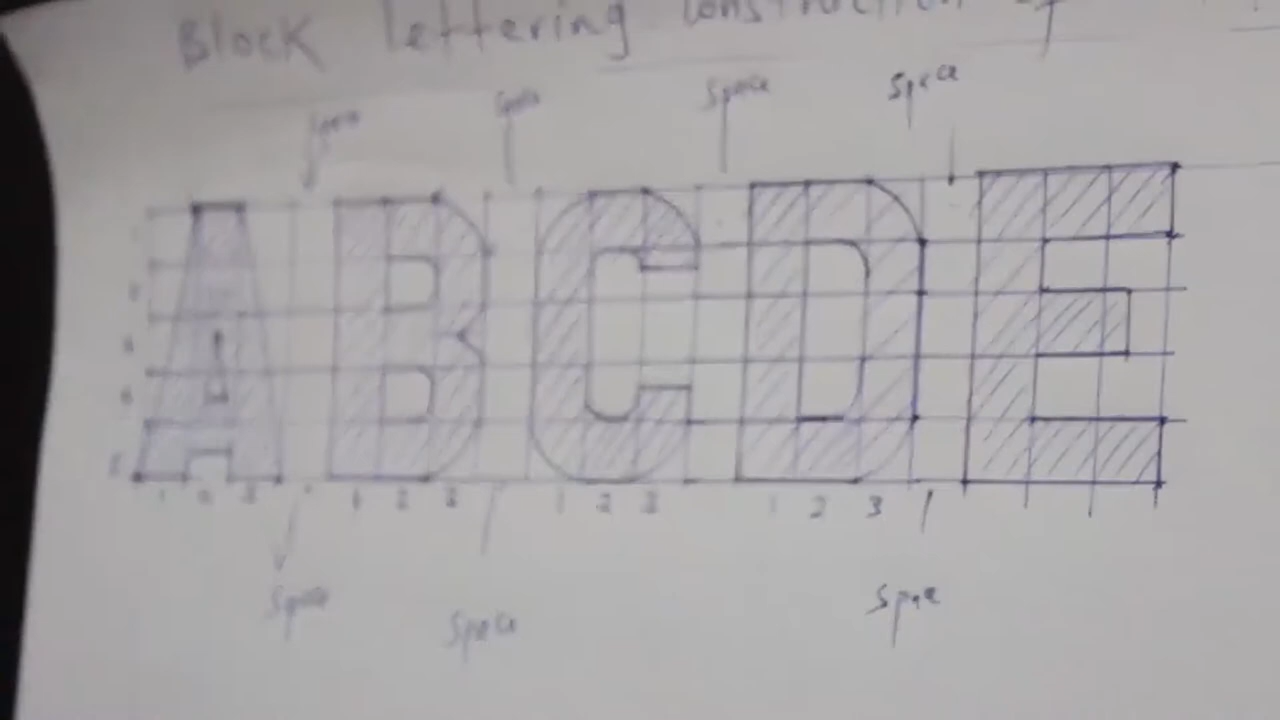 Block lettering construction of
space space space space
A B C D E
1 2 3 1 2 3 1 2 3 1 2 3
space space space